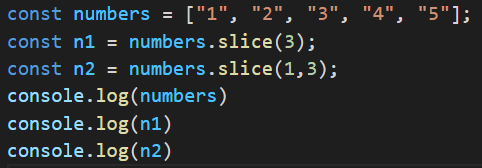 const numbers = ["1", "2", "3", "4", "5"];
const n1 = numbers.slice(3);
const n2 = numbers.slice(1,3);
console.log(numbers)
console.log(n1)
console.log(n2)